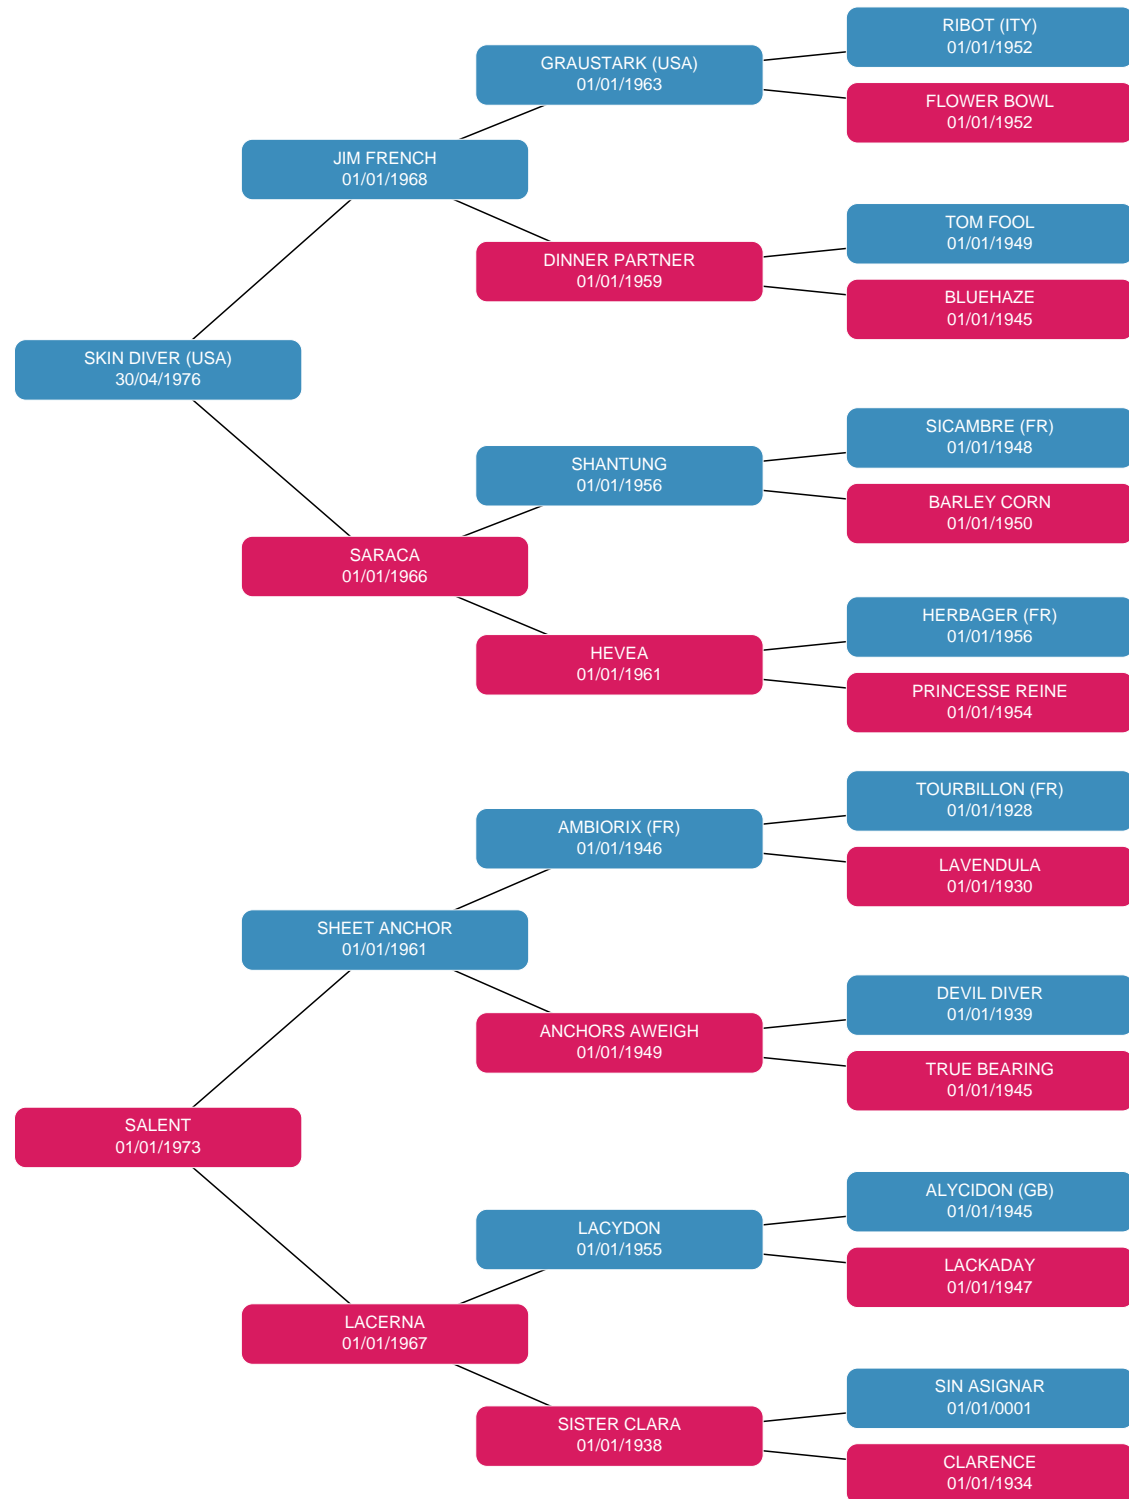 RIBOT (ITY)
01/01/1952
GRAUSTARK (USA)
01/01/1963
FLOWER BOWL
01/01/1952
JIM FRENCH
01/01/1968
TOM FOOL
01/01/1949
DINNER PARTNER
01/01/1959
BLUEHAZE
01/01/1945
SKIN DIVER (USA)
30/04/1976
SICAMBRE (FR)
01/01/1948
SHANTUNG
01/01/1956
BARLEY CORN
01/01/1950
SARACA
01/01/1966
HERBAGER (FR)
01/01/1956
HEVEA
01/01/1961
PRINCESSE REINE
01/01/1954
TOURBILLON (FR)
01/01/1928
AMBIORIX (FR)
01/01/1946
LAVENDULA
01/01/1930
SHEET ANCHOR
01/01/1961
DEVIL DIVER
01/01/1939
ANCHORS AWEIGH
01/01/1949
TRUE BEARING
01/01/1945
SALENT
01/01/1973
ALYCIDON (GB)
01/01/1945
LACYDON
01/01/1955
LACKADAY
01/01/1947
LACERNA
01/01/1967
SIN ASIGNAR
01/01/0001
SISTER CLARA
01/01/1938
CLARENCE
01/01/1934